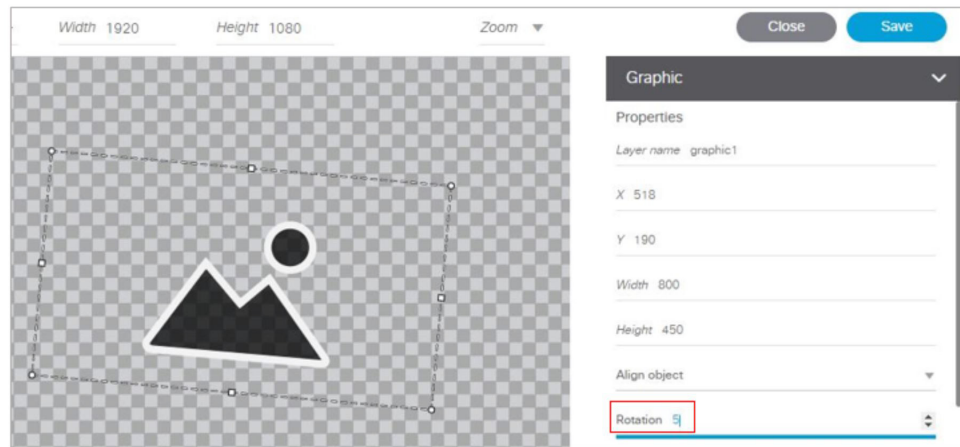 Width 1920 Height 1080 Zoom Close Save
Graphic
Properties
Layer name graphic1
X 518
Y 190
Width 800
Height 450
Align object
Rotation 5